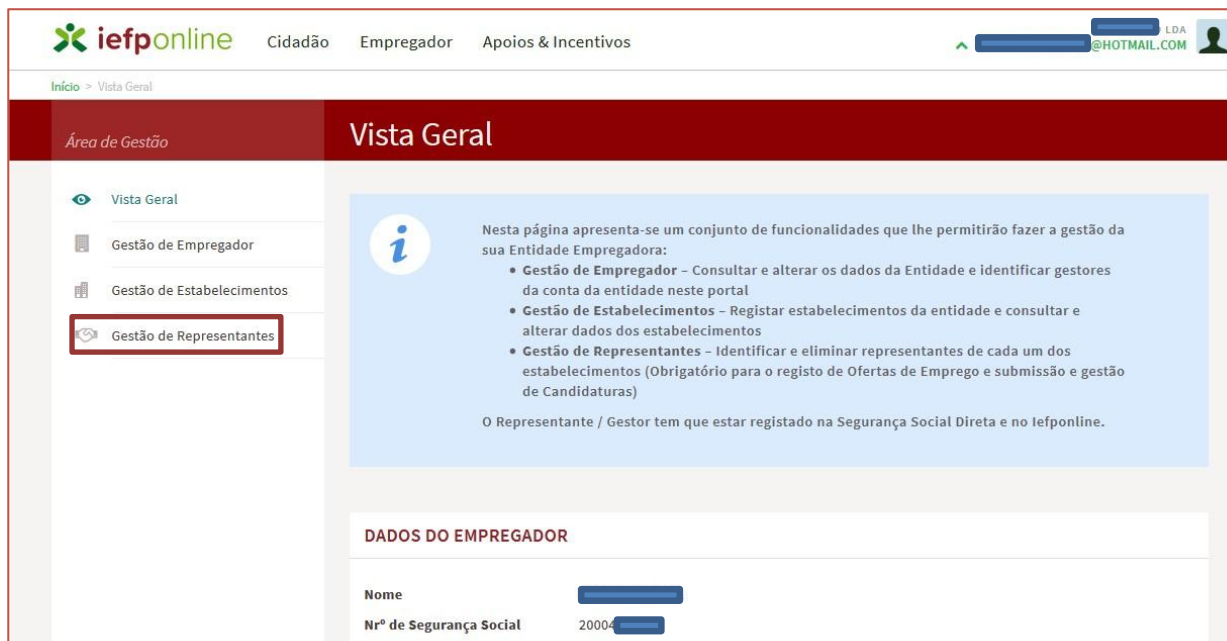 iefponline Cidadão Empregador Apoios & Incentivos
LDA
@HOTMAIL.COM
Início > Vista Geral
Área de Gestão
Vista Geral
Vista Geral
Gestão de Empregador
Gestão de Estabelecimentos
Gestão de Representantes
i
Nesta página apresenta-se um conjunto de funcionalidades que lhe permitirão fazer a gestão da
sua Entidade Empregadora:
• Gestão de Empregador – Consultar e alterar os dados da Entidade e identificar gestores
da conta da entidade neste portal
• Gestão de Estabelecimentos – Registar estabelecimentos da entidade e consultar e
alterar dados dos estabelecimentos
• Gestão de Representantes – Identificar e eliminar representantes de cada um dos
estabelecimentos (Obrigatório para o registo de Ofertas de Emprego e submissão e gestão
de Candidaturas)
O Representante / Gestor tem que estar registado na Segurança Social Direta e no Iefponline.
DADOS DO EMPREGADOR
Nome
Nrº de Segurança Social 20004